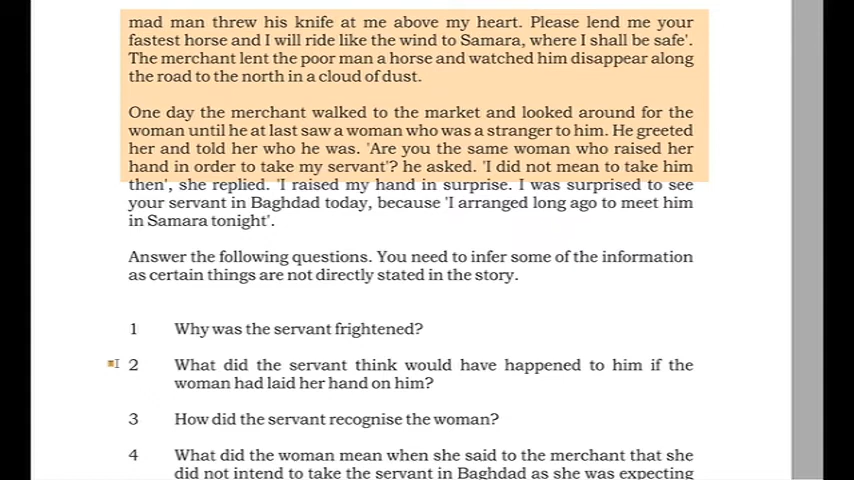 mad man threw his knife at me above my heart. Please lend me your
fastest horse and I will ride like the wind to Samara, where I shall be safe'.
The merchant lent the poor man a horse and watched him disappear along
the road to the north in a cloud of dust.
One day the merchant walked to the market and looked around for the
woman until he at last saw a woman who was a stranger to him. He greeted
her and told her who he was. 'Are you the same woman who raised her
hand in order to take my servant'? he asked. 'I did not mean to take him
then', she replied. 'I raised my hand in surprise. I was surprised to see
your servant in Baghdad today, because 'I arranged long ago to meet him
in Samara tonight'.
Answer the following questions. You need to infer some of the information
as certain things are not directly stated in the story.
1 Why was the servant frightened?
2 What did the servant think would have happened to him if the
woman had laid her hand on him?
3 How did the servant recognise the woman?
4 What did the woman mean when she said to the merchant that she
did not intend to take the servant in Baghdad as she was expecting